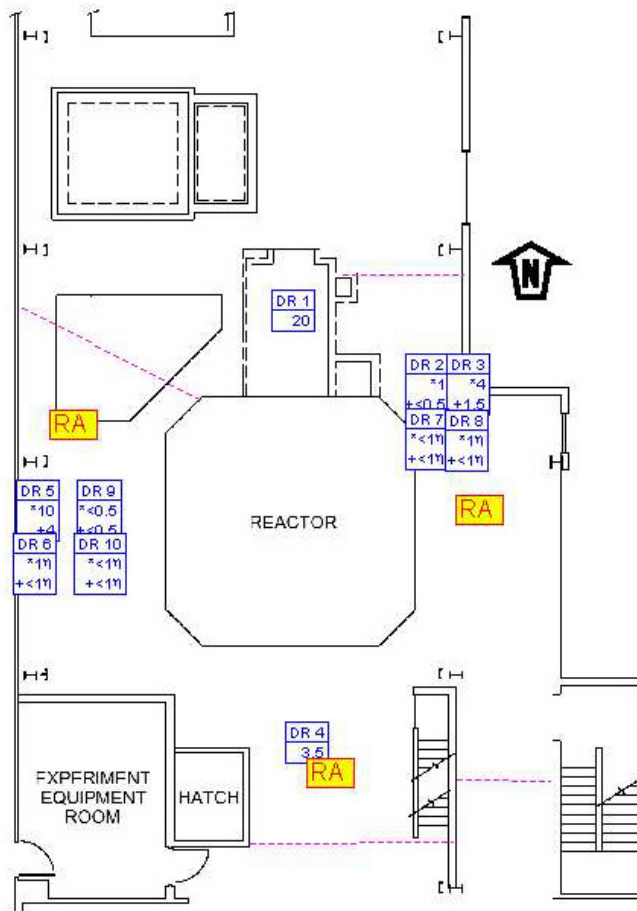 N
DR 1
20
DR 2
*1
+<0.5
DR 3
*4
+1.5
DR 7
*<1η
+<1η
DR 8
*1η
+<1η
RA
RA
DR 5
*10
+4
DR 9
*<0.5
+<0.5
DR 6
*1η
+<1η
DR 10
*<1η
+<1η
REACTOR
DR 4
3.5
RA
EXPERIMENT
EQUIPMENT
ROOM
HATCH